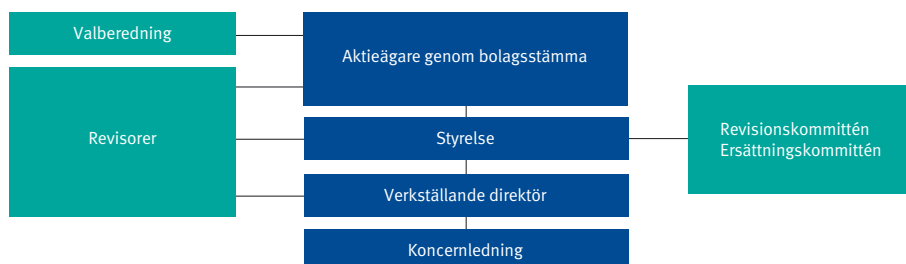 Valberedning
Aktieägare genom bolagsstämma
Revisorer
Styrelse
Revisionskommittén
Ersättningskommittén
Verkställande direktör
Koncernledning